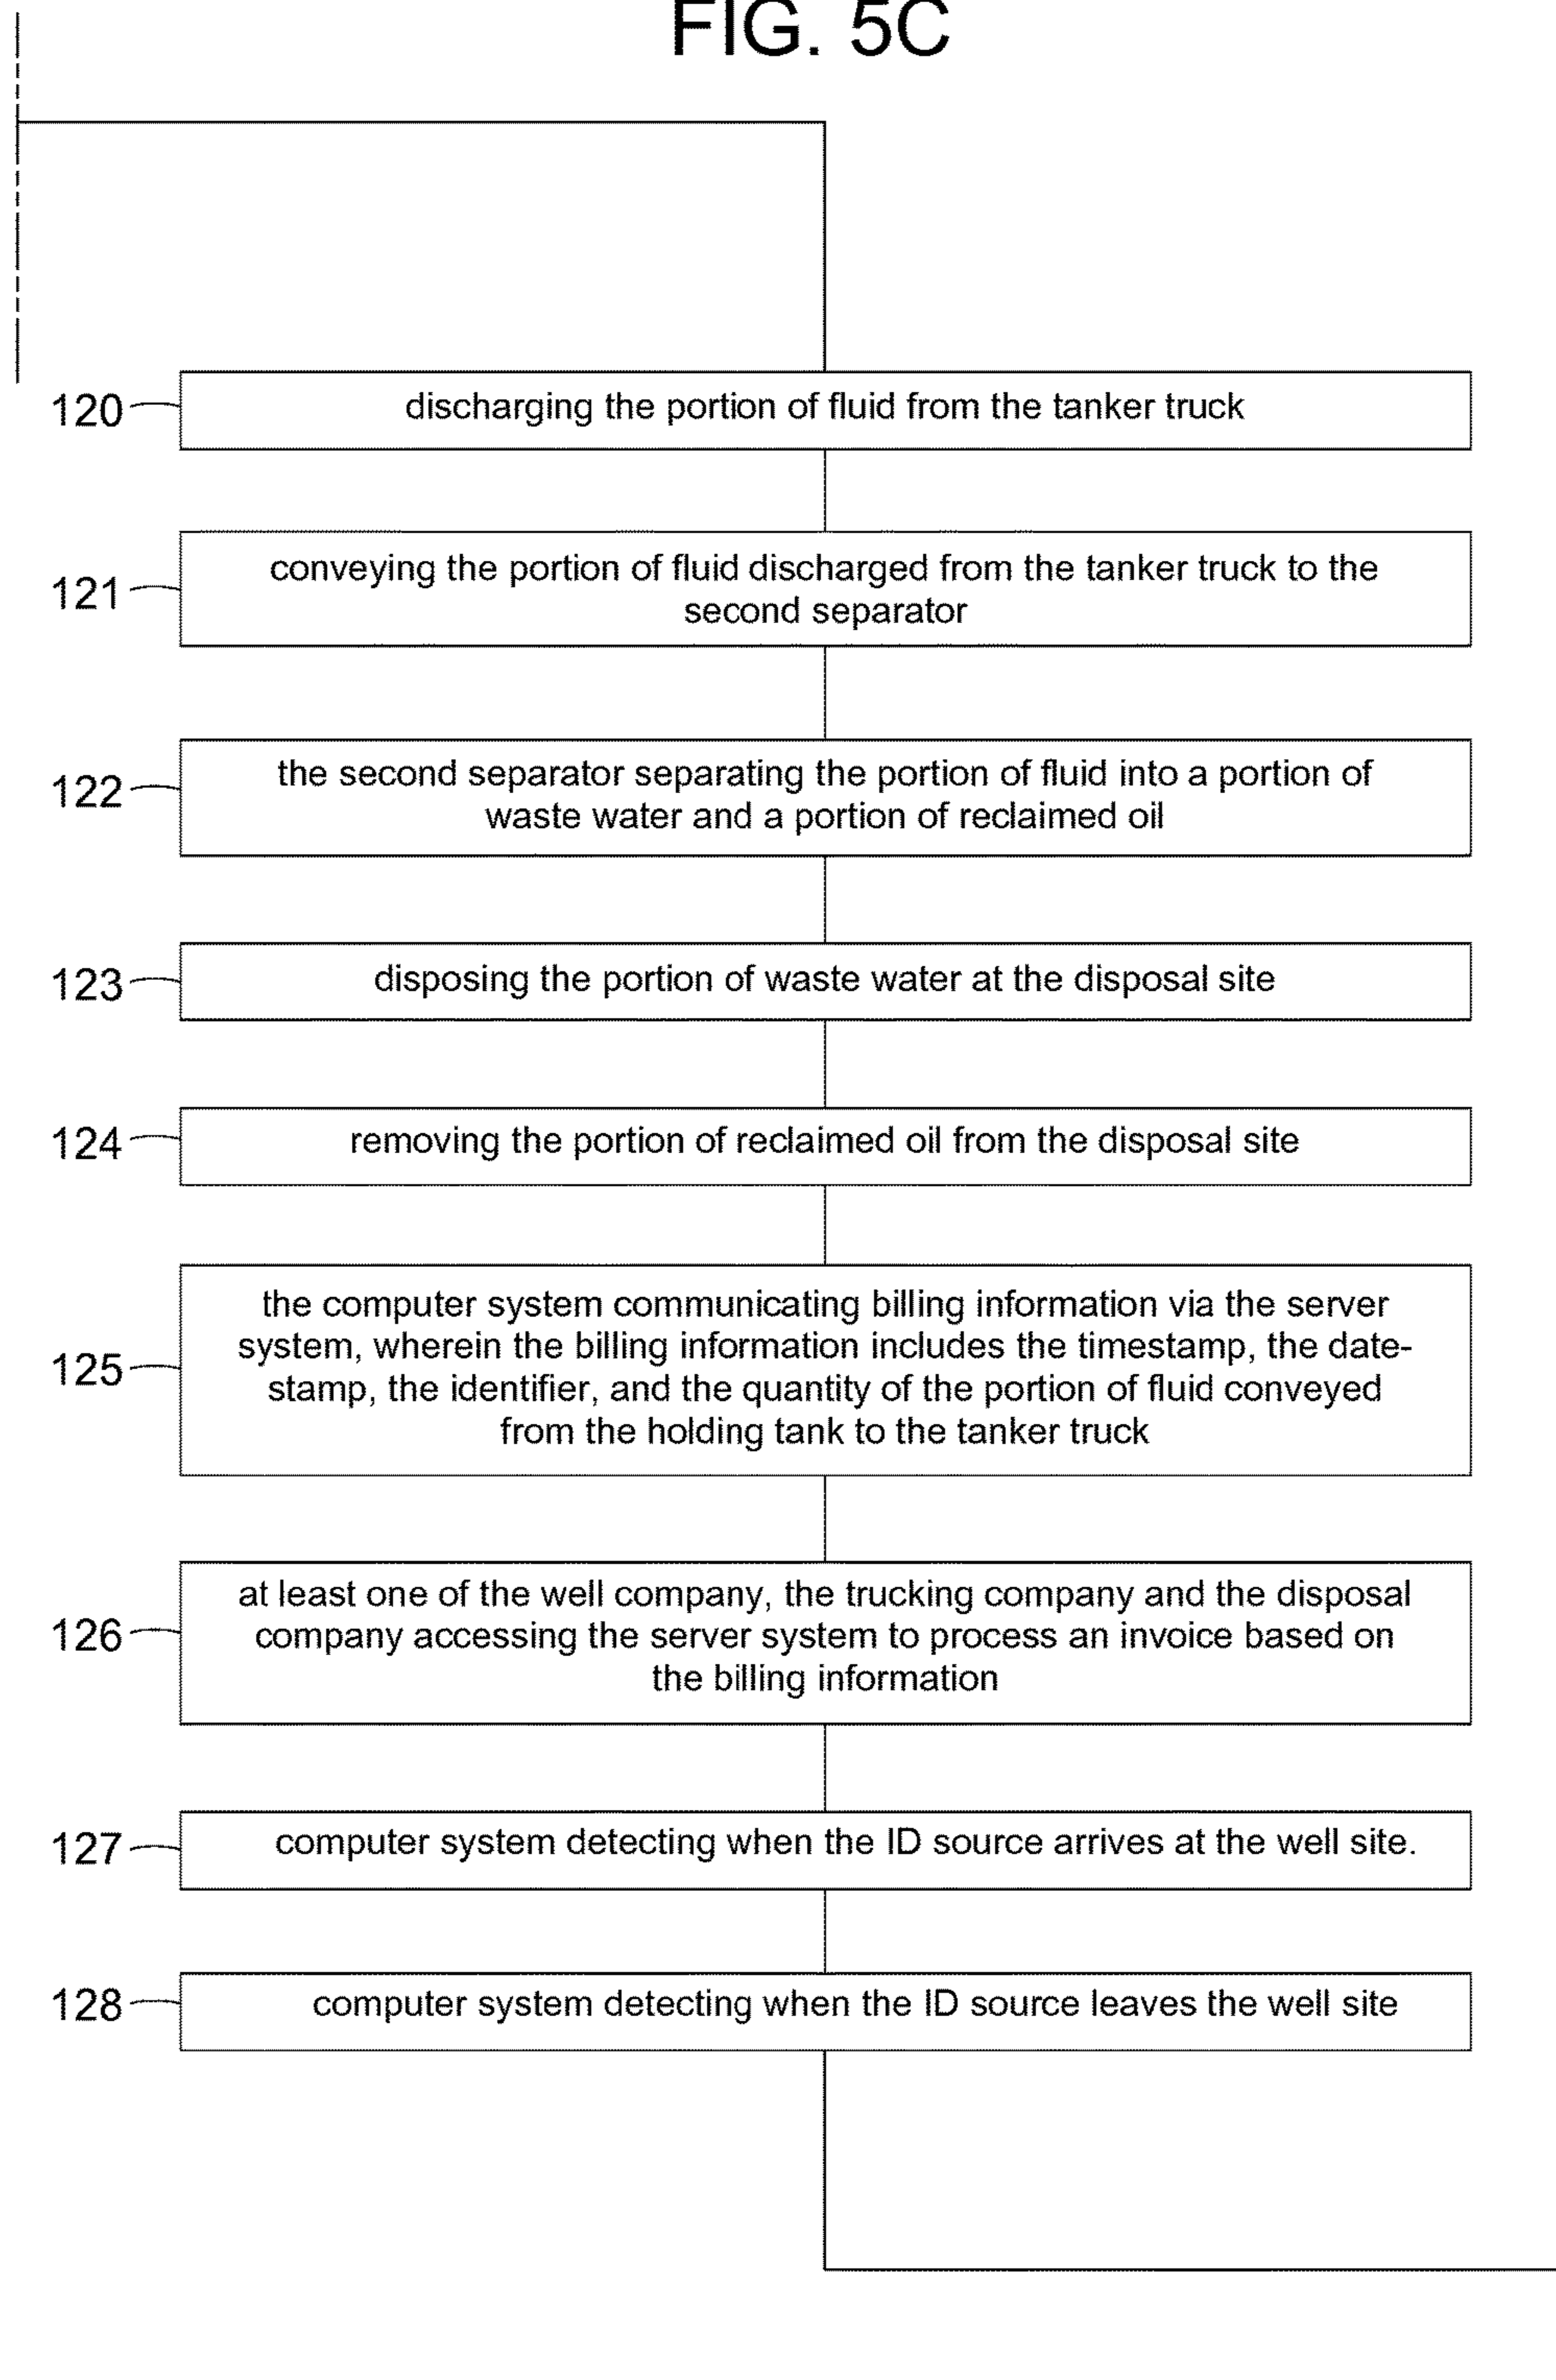 FIG. 5C
120
discharging the portion of fluid from the tanker truck
121
conveying the portion of fluid discharged from the tanker truck to the
second separator
122
the second separator separating the portion of fluid into a portion of
waste water and a portion of reclaimed oil
123
disposing the portion of waste water at the disposal site
124
removing the portion of reclaimed oil from the disposal site
125
the computer system communicating billing information via the server
system, wherein the billing information includes the timestamp, the date-
stamp, the identifier, and the quantity of the portion of fluid conveyed
from the holding tank to the tanker truck
126
at least one of the well company, the trucking company and the disposal
company accessing the server system to process an invoice based on
the billing information
127
computer system detecting when the ID source arrives at the well site.
128
computer system detecting when the ID source leaves the well site